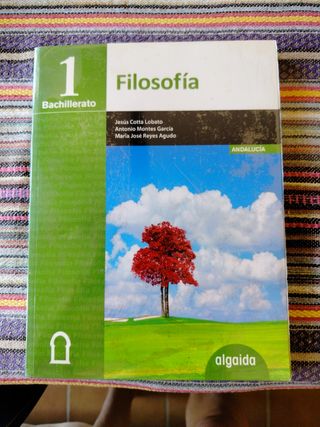 1
Bachillerato
Filosofía
Jesús Cotta Lobato
Antonio Montes García
María José Reyes Agudo
ANDALUCÍA
algaida